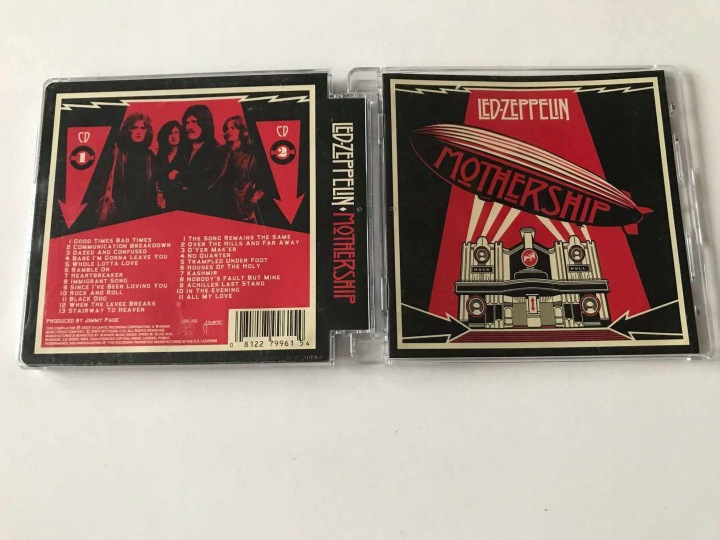 CD
1
CD
2
1 GOOD TIMES BAD TIMES
2 COMMUNICATION BREAKDOWN
3 DAZED AND CONFUSED
4 BABE I'M GONNA LEAVE YOU
5 WHOLE LOTTA LOVE
6 RAMBLE ON
7 HEARTBREAKER
8 IMMIGRANT SONG
9 SINCE I'VE BEEN LOVING YOU
10 ROCK AND ROLL
11 BLACK DOG
12 WHEN THE LEVEE BREAKS
13 STAIRWAY TO HEAVEN
1 THE SONG REMAINS THE SAME
2 OVER THE HILLS AND FAR AWAY
3 D'YER MAK'ER
4 NO QUARTER
5 TRAMPLED UNDER FOOT
6 HOUSES OF THE HOLY
7 KASHMIR
8 NOBODY'S FAULT BUT MINE
9 ACHILLES LAST STAND
10 IN THE EVENING
11 ALL MY LOVE
PRODUCED BY JIMMY PAGE
0 81227 99615 4
LED-ZEPPELIN • MOTHERSHIP
LED-ZEPPELIN
MOTHERSHIP
ROCK
ROLL